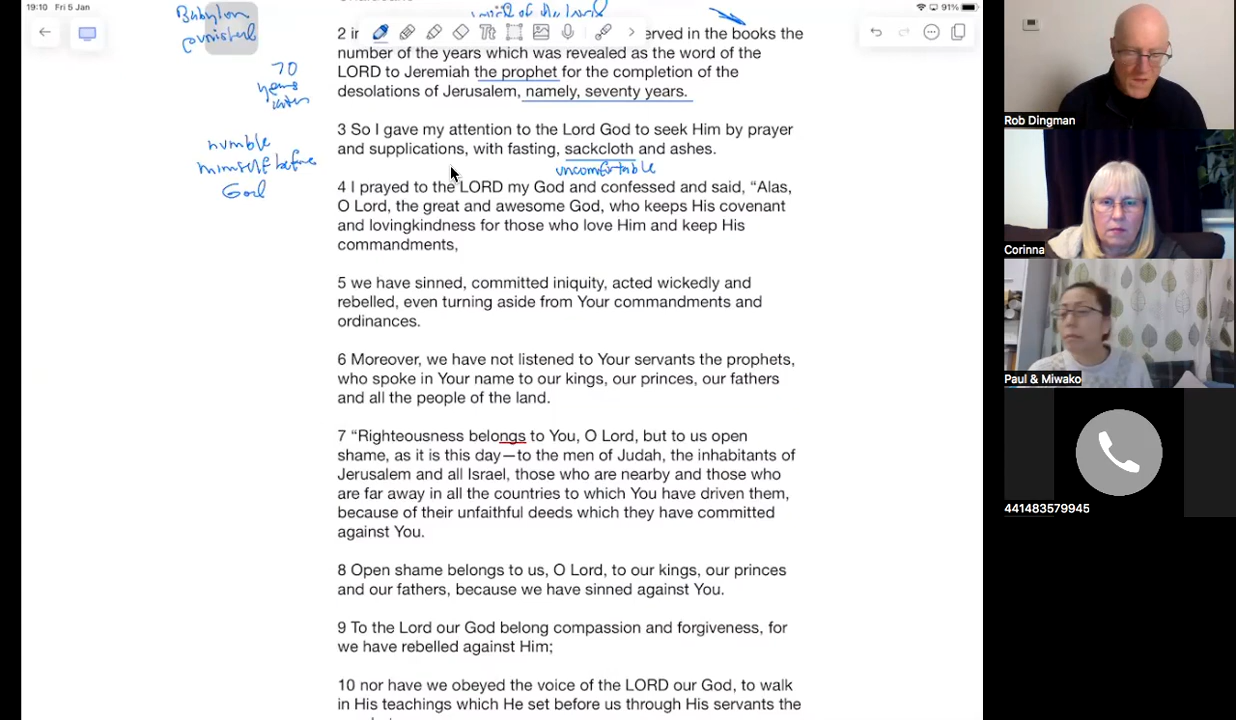 19:10 Fri 5 Jan
91%
Babylon
punished
70
years
later
humble
himself before
God
word of the Lord
2 in erved in the books the
number of the years which was revealed as the word of the
LORD to Jeremiah the prophet for the completion of the
desolations of Jerusalem, namely, seventy years.
3 So I gave my attention to the Lord God to seek Him by prayer
and supplications, with fasting, sackcloth and ashes.
uncomfortable
4 I prayed to the LORD my God and confessed and said, “Alas,
O Lord, the great and awesome God, who keeps His covenant
and lovingkindness for those who love Him and keep His
commandments,
5 we have sinned, committed iniquity, acted wickedly and
rebelled, even turning aside from Your commandments and
ordinances.
6 Moreover, we have not listened to Your servants the prophets,
who spoke in Your name to our kings, our princes, our fathers
and all the people of the land.
7 “Righteousness belongs to You, O Lord, but to us open
shame, as it is this day—to the men of Judah, the inhabitants of
Jerusalem and all Israel, those who are nearby and those who
are far away in all the countries to which You have driven them,
because of their unfaithful deeds which they have committed
against You.
8 Open shame belongs to us, O Lord, to our kings, our princes
and our fathers, because we have sinned against You.
9 To the Lord our God belong compassion and forgiveness, for
we have rebelled against Him;
10 nor have we obeyed the voice of the LORD our God, to walk
in His teachings which He set before us through His servants the
Rob Dingman
Corinna
Paul & Miwako
441483579945